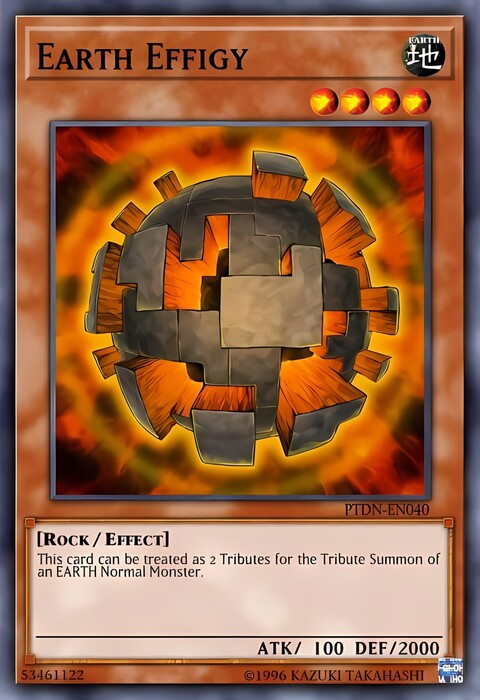 EARTH EFFIGY
EARTH
地
PTDN-EN040
[ROCK / EFFECT]
This card can be treated as 2 Tributes for the Tribute Summon of
an EARTH Normal Monster.
ATK/ 100 DEF/2000
53461122
©1996 KAZUKI TAKAHASHI